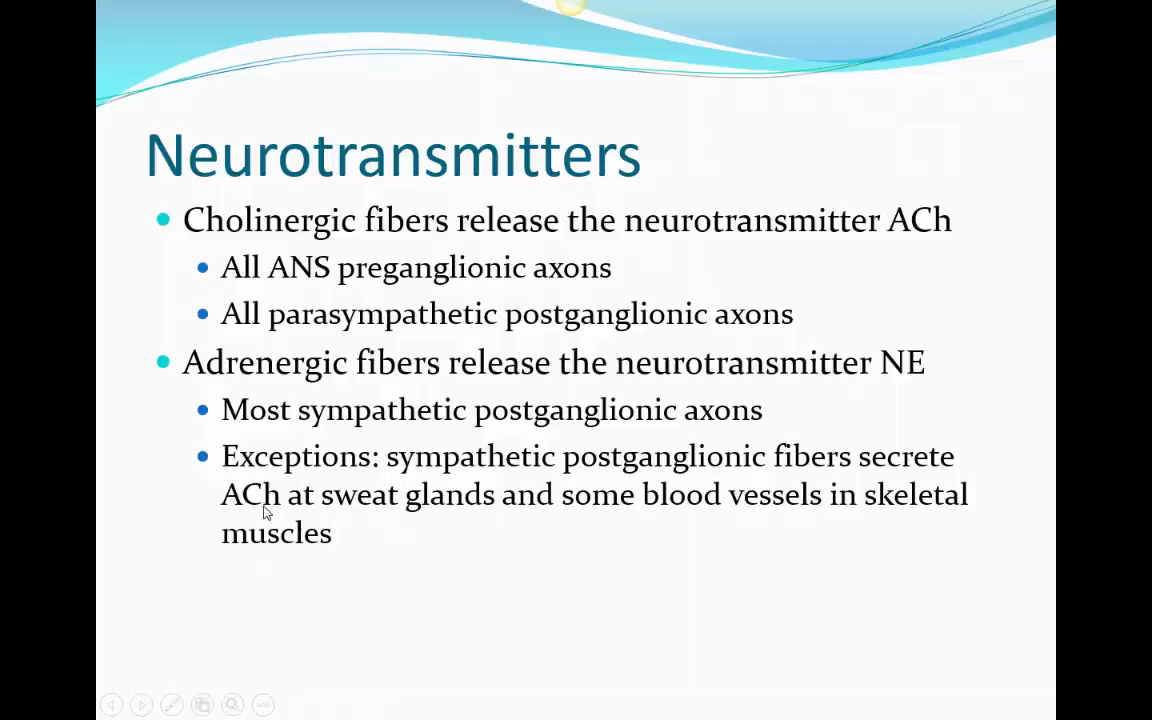 Neurotransmitters
Cholinergic fibers release the neurotransmitter ACh
All ANS preganglionic axons
All parasympathetic postganglionic axons
Adrenergic fibers release the neurotransmitter NE
Most sympathetic postganglionic axons
Exceptions: sympathetic postganglionic fibers secrete
ACh at sweat glands and some blood vessels in skeletal
muscles